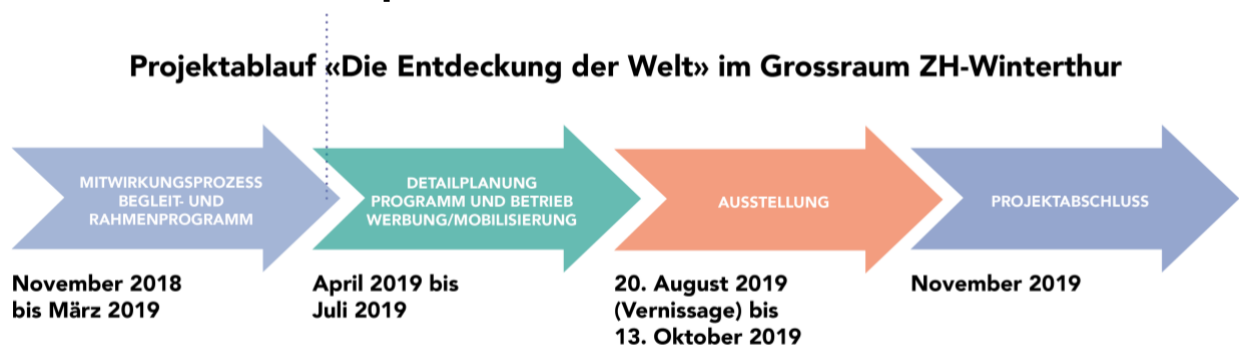 Projektablauf «Die Entdeckung der Welt» im Grossraum ZH-Winterthur
MITWIRKUNGSPROZESS
BEGLEIT- UND
RAHMENPROGRAMM
DETAILPLANUNG
PROGRAMM UND BETRIEB
WERBUNG/MOBILISIERUNG
AUSSTELLUNG
PROJEKTABSCHLUSS
November 2018
bis März 2019
April 2019 bis
Juli 2019
20. August 2019
(Vernissage) bis
13. Oktober 2019
November 2019